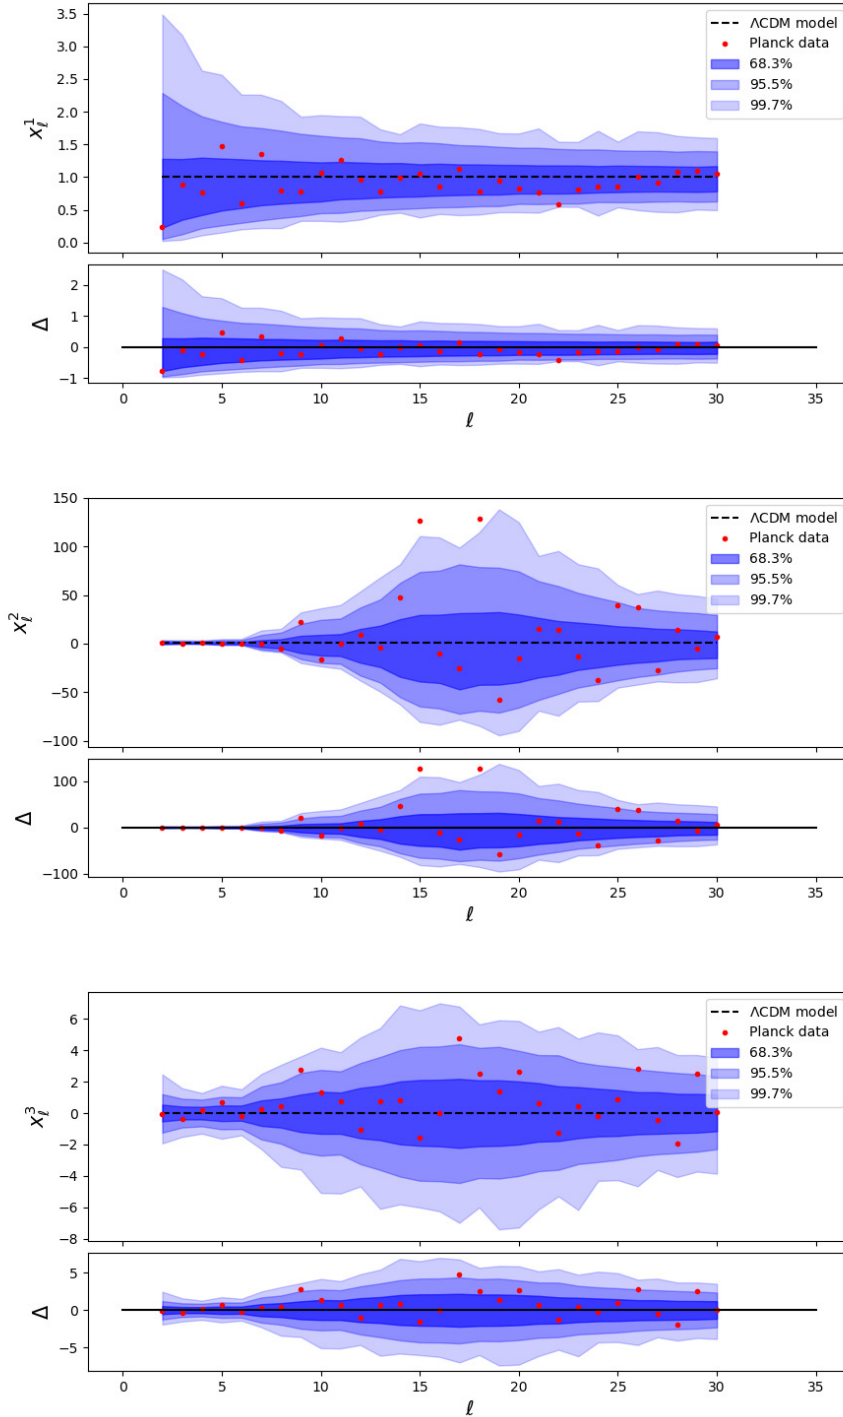 3.5
3.0
2.5
2.0
1.5
1.0
0.5
0.0
x_ℓ^1
ΛCDM model
Planck data
68.3%
95.5%
99.7%
2
1
0
−1
Δ
0 5 10 15 20 25 30 35
ℓ
150
100
50
0
−50
−100
x_ℓ^2
ΛCDM model
Planck data
68.3%
95.5%
99.7%
100
0
−100
Δ
0 5 10 15 20 25 30 35
ℓ
6
4
2
0
−2
−4
−6
−8
x_ℓ^3
ΛCDM model
Planck data
68.3%
95.5%
99.7%
5
0
−5
Δ
0 5 10 15 20 25 30 35
ℓ